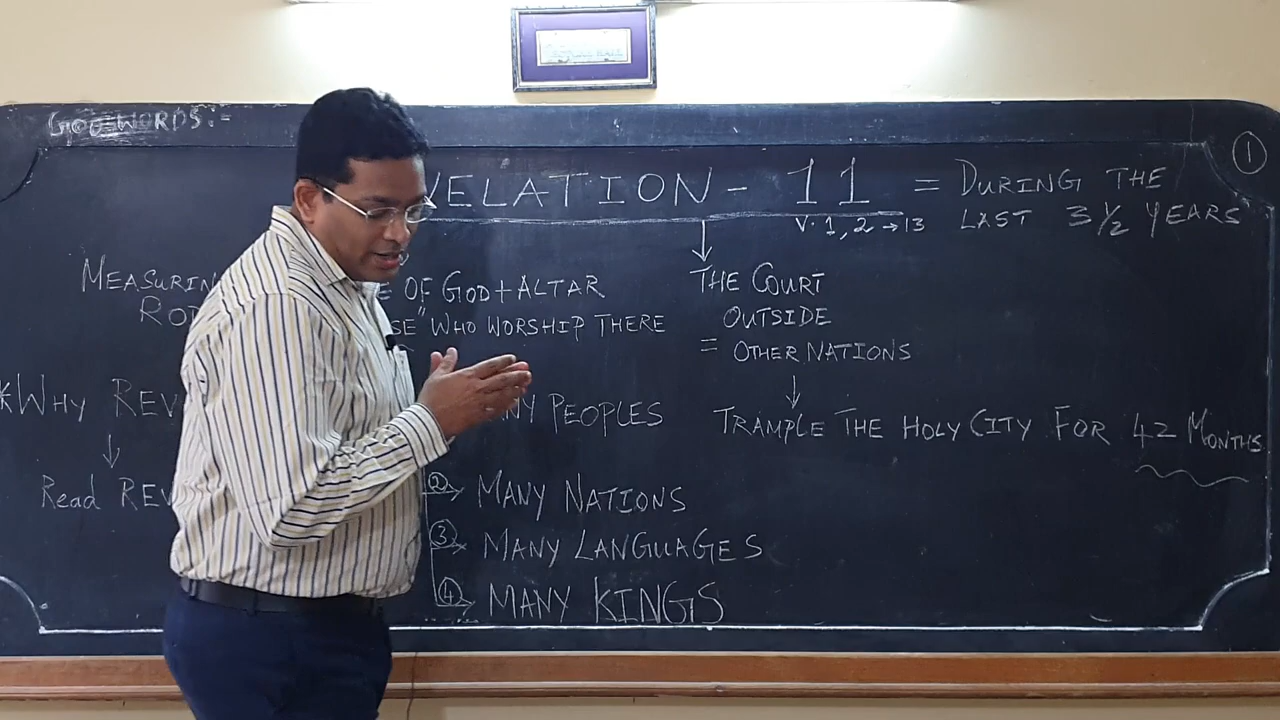 GOD WORDS:-
VELATION - 11 = DURING THE
LAST 3 1/2 YEARS
V. 1, 2 → 13
①
MEASURIN
ROD
E OF GOD + ALTAR
SE" WHO WORSHIP THERE
THE COURT
OUTSIDE
= OTHER NATIONS
TRAMPLE THE HOLY CITY FOR 42 MONTHS
*WHY REV
Read REV
NY PEOPLES
② MANY NATIONS
③ MANY LANGUAGES
④ MANY KINGS